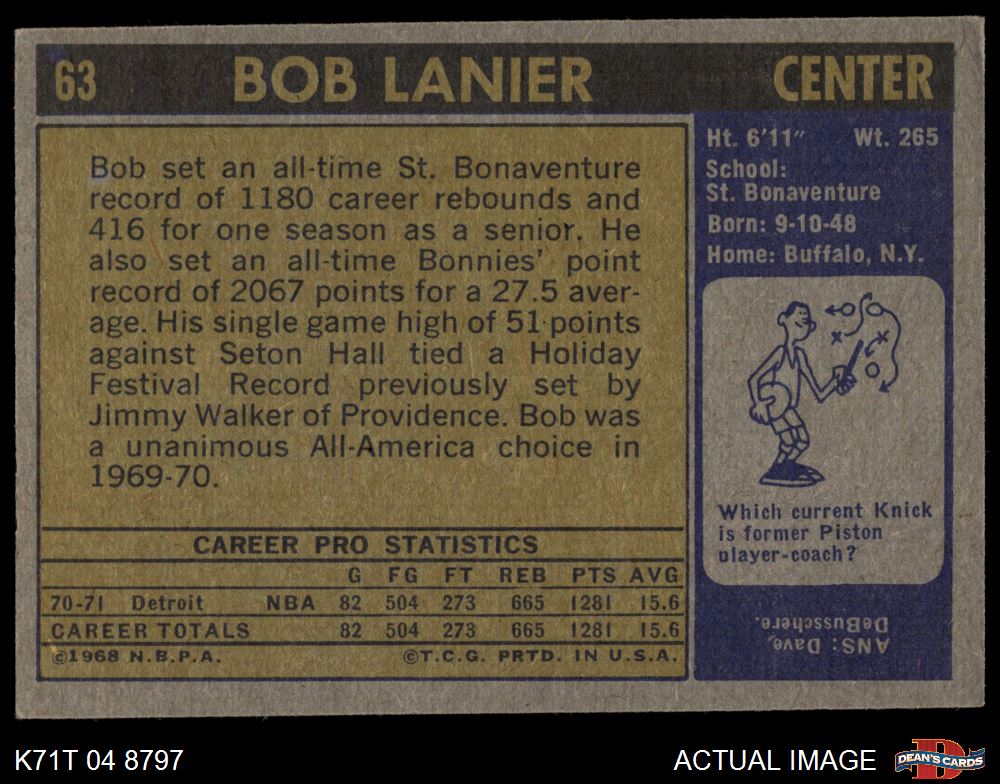 63 BOB LANIER CENTER
Bob set an all-time St. Bonaventure
record of 1180 career rebounds and
416 for one season as a senior. He
also set an all-time Bonnies' point
record of 2067 points for a 27.5 aver-
age. His single game high of 51 points
against Seton Hall tied a Holiday
Festival Record previously set by
Jimmy Walker of Providence. Bob was
a unanimous All-America choice in
1969-70.
CAREER PRO STATISTICS
G FG FT REB PTS AVG
70-71 Detroit NBA 82 504 273 665 1281 15.6
CAREER TOTALS 82 504 273 665 1281 15.6
©1968 N.B.P.A. ©T.C.G. PRTD. IN U.S.A.
Ht. 6'11" Wt. 265
School:
St. Bonaventure
Born: 9-10-48
Home: Buffalo, N.Y.
Which current Knick
is former Piston
player-coach?
ANS: Dave,
DeBusschere.
K71T 04 8797 ACTUAL IMAGE
DEAN'S CARDS